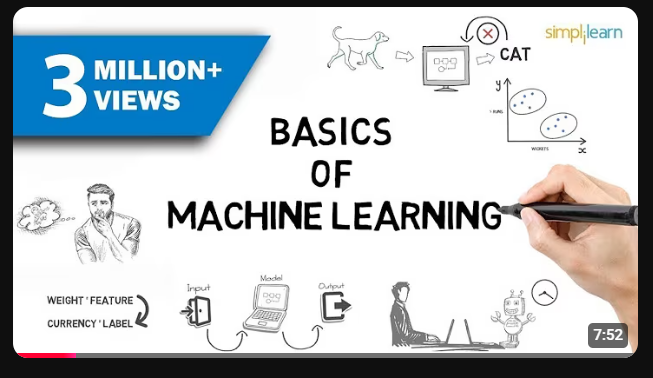 3 MILLION+
VIEWS
simplilearn
CAT
y
x
BASICS
OF
MACHINE LEARNING
WEIGHT ' FEATURE
CURRENCY ' LABEL
Input
Model
Output
7:52